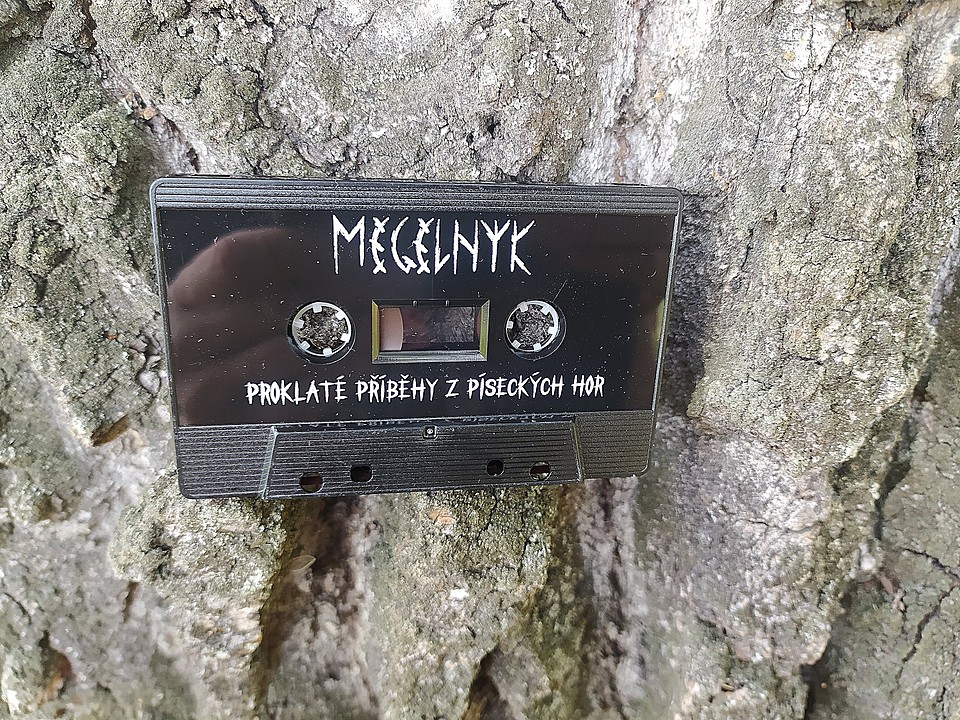 MEGELNYK
PROKLATÉ PŘÍBĚHY Z PÍSECKÝCH HOR